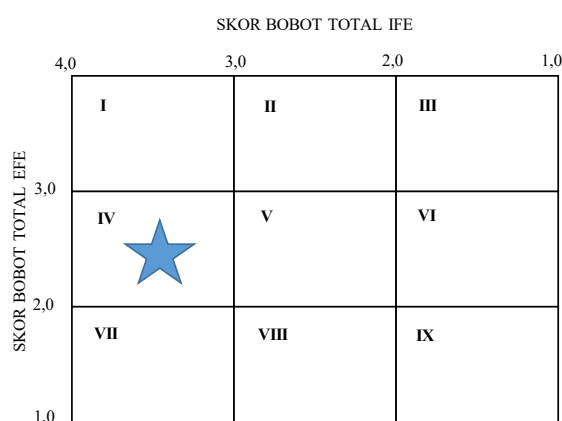 SKOR BOBOT TOTAL IFE
4,0 3,0 2,0 1,0
I II III
SKOR BOBOT TOTAL EFE
3,0
IV V VI
2,0
VII VIII IX
1,0